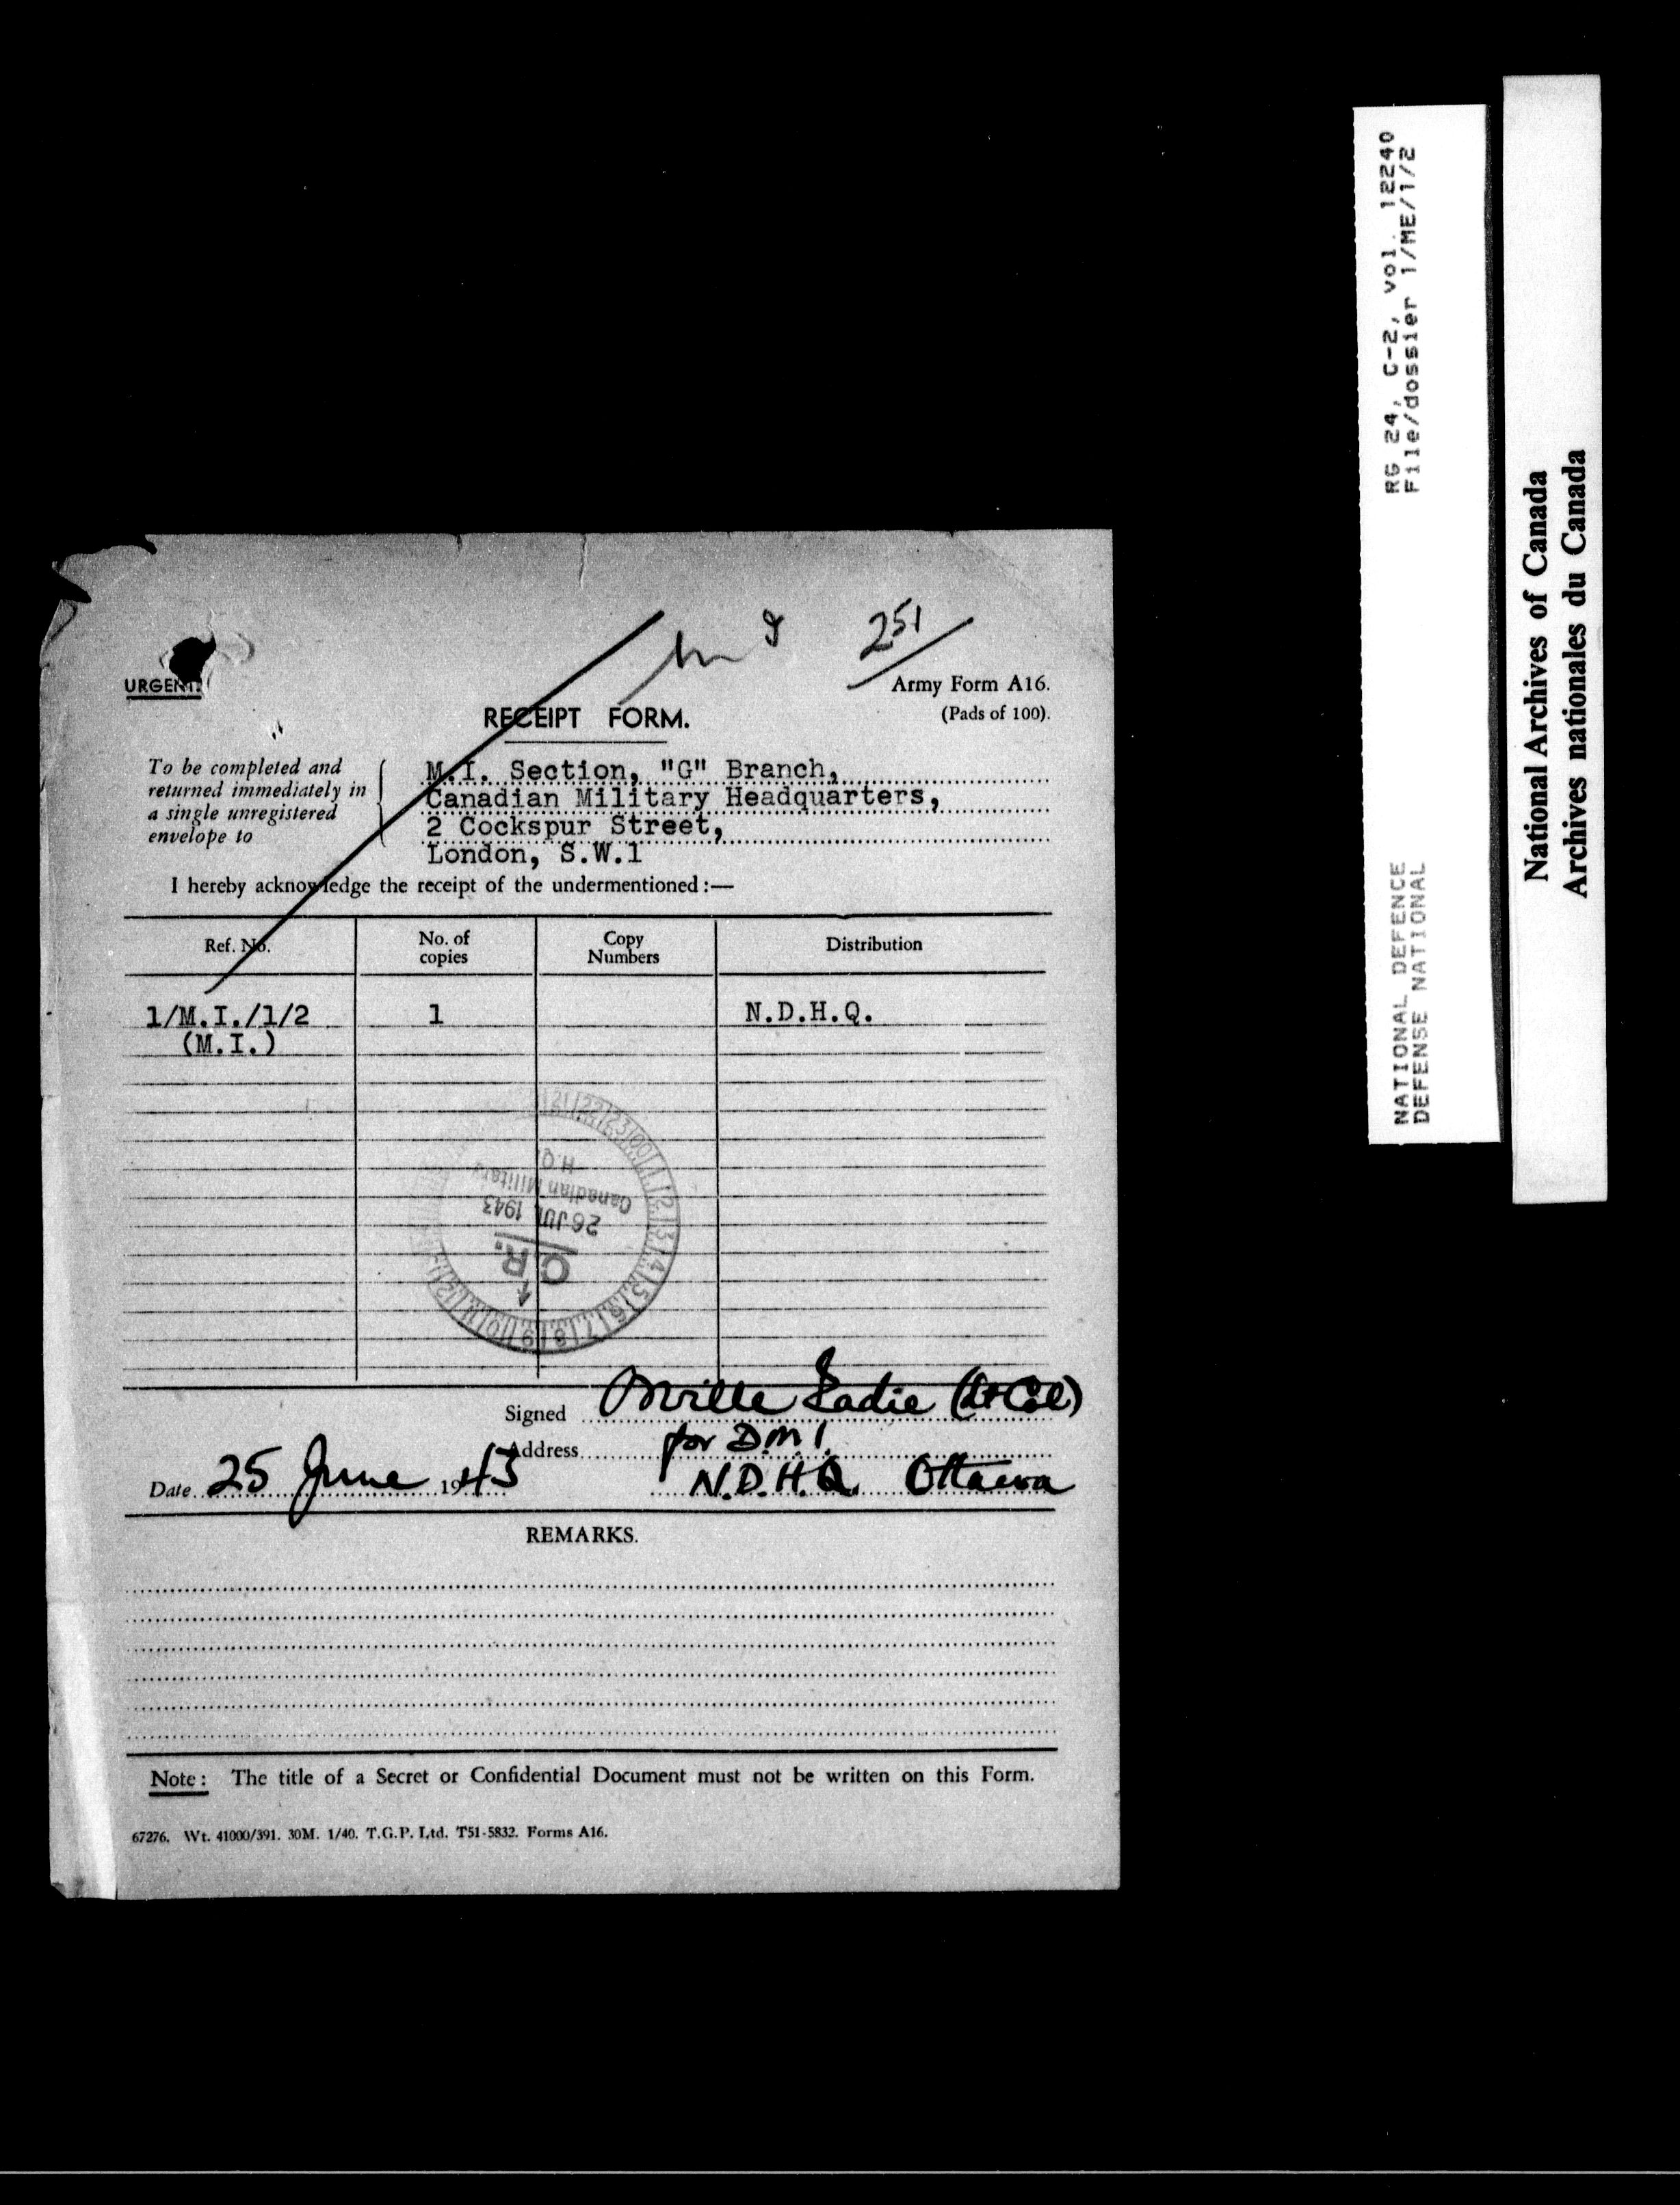 251
URGENT.
Army Form A16.
(Pads of 100).
RECEIPT FORM.
To be completed and
returned immediately in
a single unregistered
envelope to
M.I. Section, "G" Branch,
Canadian Military Headquarters,
2 Cockspur Street,
London, S.W.1
I hereby acknowledge the receipt of the undermentioned :—
Ref. No. No. of copies Copy Numbers Distribution
1/M.I./1/2 1 N.D.H.Q.
(M.I.)
C.R.
26 JUL 1943
Canadian Military
H.Q.
Signed Orville Eadie (Lt Col)
Address for D.M.I.
Date 25 June 1943 N.D.H.Q. Ottawa
REMARKS.
Note: The title of a Secret or Confidential Document must not be written on this Form.
67276. Wt. 41000/391. 30M. 1/40. T.G.P. Ltd. T51-5832. Forms A16.
RG 24, C-2, vol. 12240
File/dossier 1/ME/1/2
NATIONAL DEFENCE
DEFENSE NATIONAL
National Archives of Canada
Archives nationales du Canada